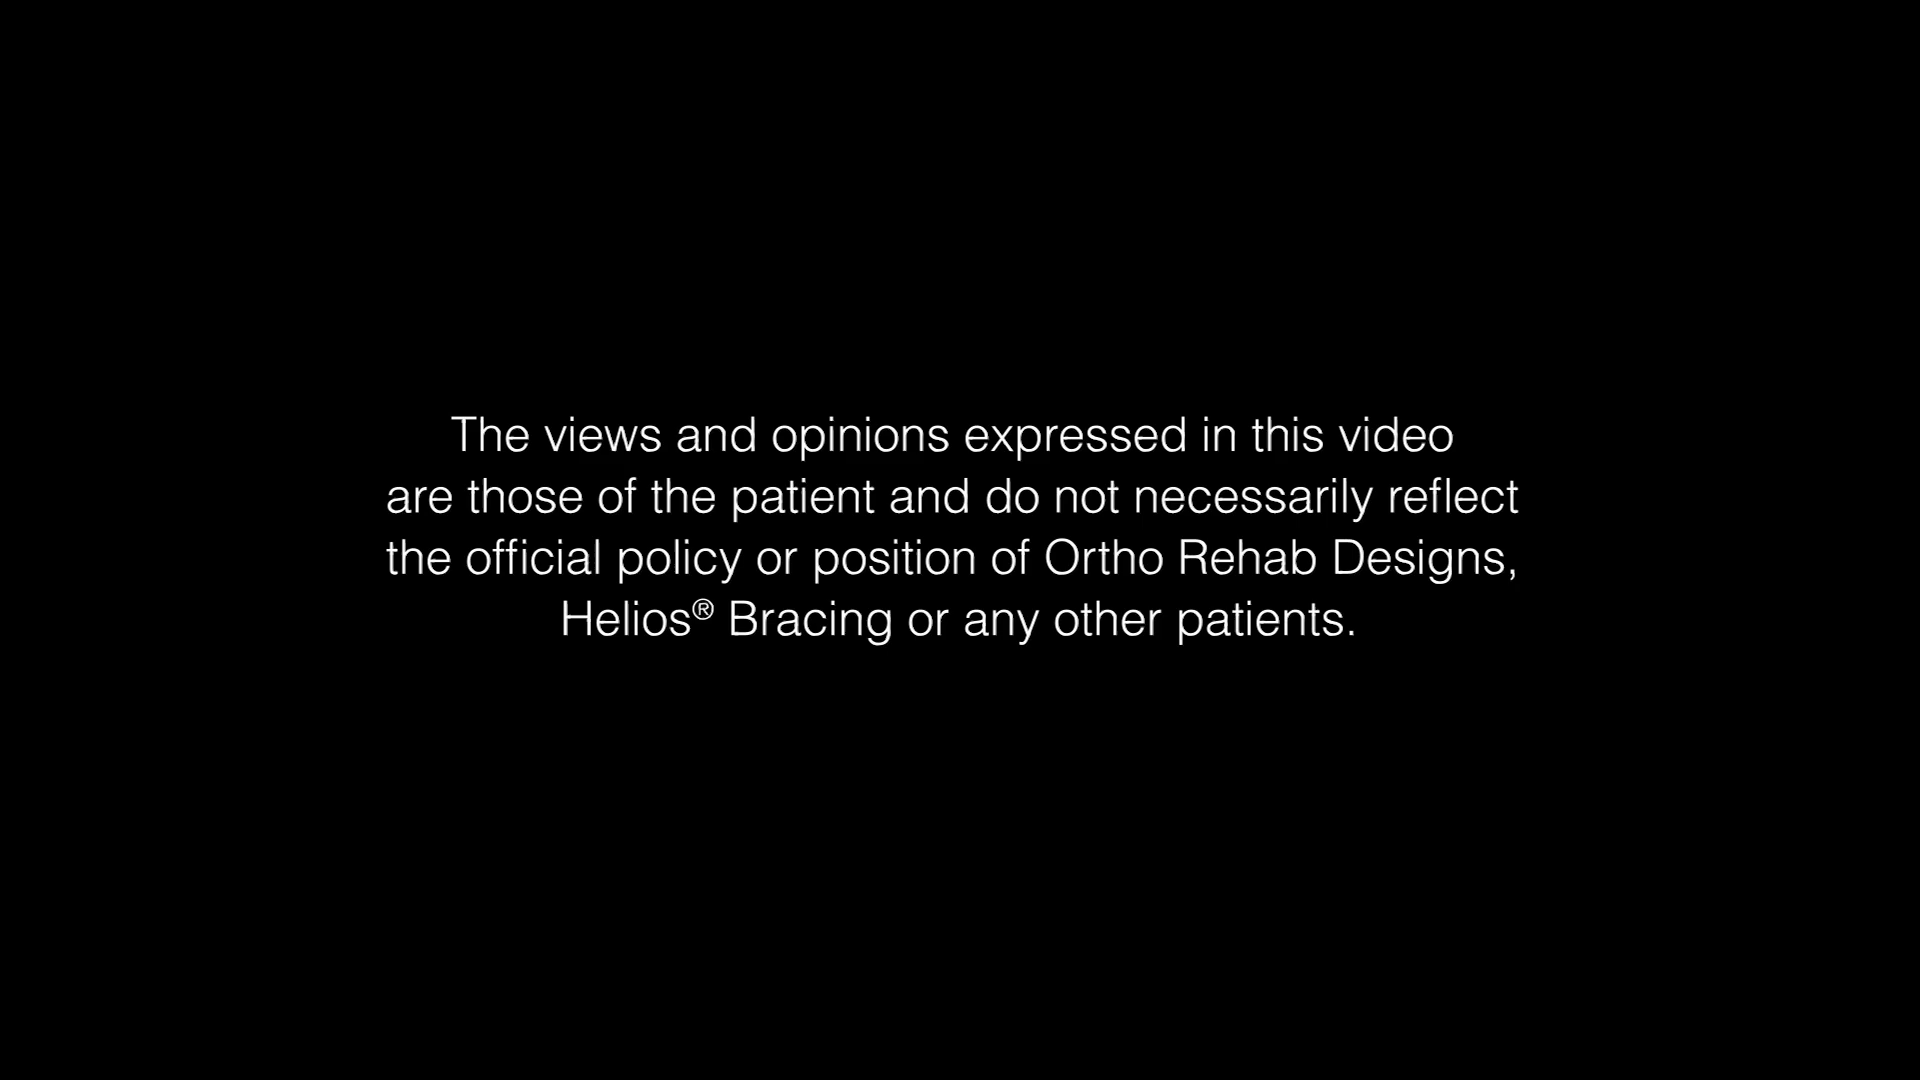 The views and opinions expressed in this video
are those of the patient and do not necessarily reflect
the official policy or position of Ortho Rehab Designs,
Helios® Bracing or any other patients.